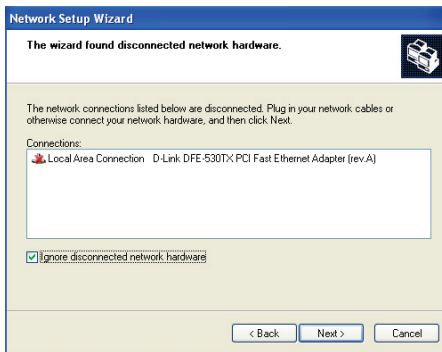 Network Setup Wizard
The wizard found disconnected network hardware.
The network connections listed below are disconnected. Plug in your network cables or
otherwise connect your network hardware, and then click Next.
Connections:
Local Area Connection D-Link DFE-530TX PCI Fast Ethernet Adapter (rev.A)
Ignore disconnected network hardware
< Back Next > Cancel